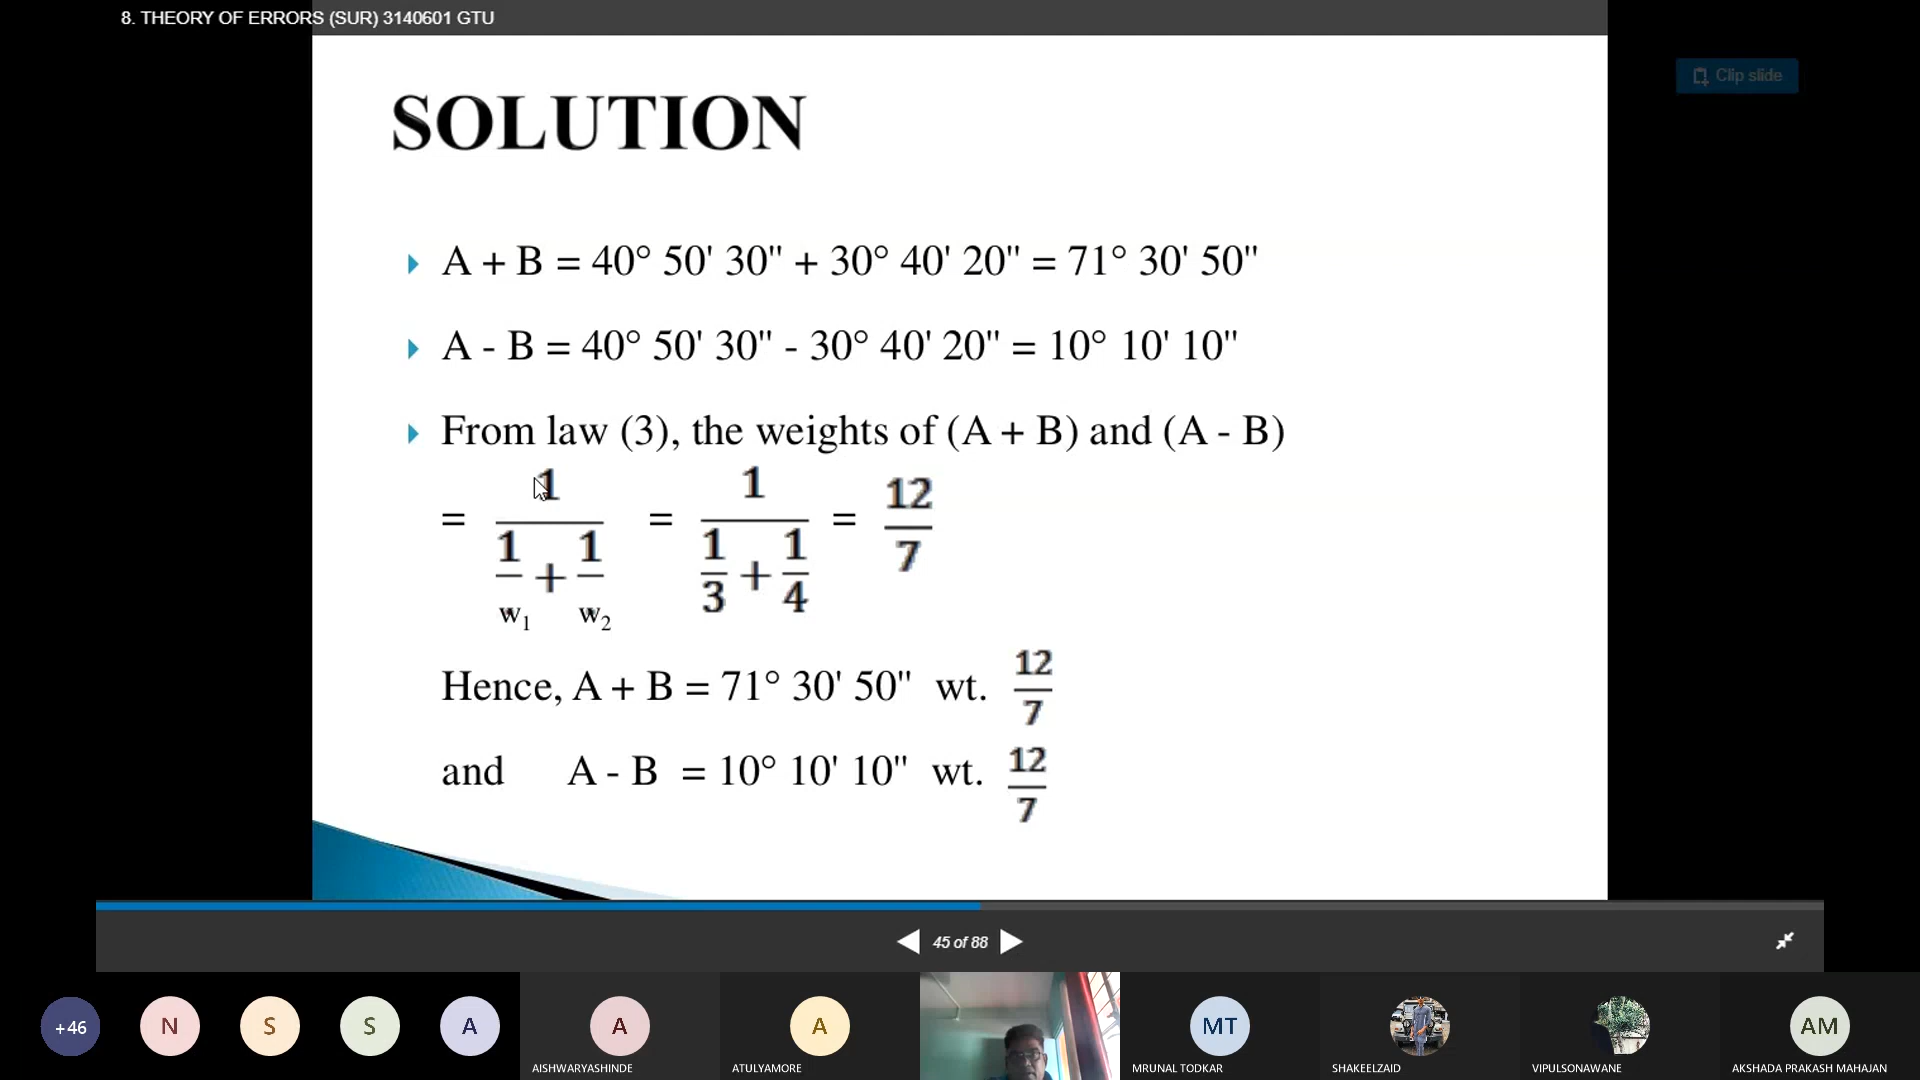 8. THEORY OF ERRORS (SUR) 3140601 GTU
Clip slide
SOLUTION
A + B = 40° 50' 30" + 30° 40' 20" = 71° 30' 50"
A - B = 40° 50' 30" - 30° 40' 20" = 10° 10' 10"
From law (3), the weights of (A + B) and (A - B)
= 1 / (1/w₁ + 1/w₂) = 1 / (1/3 + 1/4) = 12/7
Hence, A + B = 71° 30' 50" wt. 12/7
and A - B = 10° 10' 10" wt. 12/7
45 of 88
+46 N S S A A A MT AM
AISHWARYASHINDE ATULYAMORE MRUNAL TODKAR SHAKEELZAID VIPULSONAWANE AKSHADA PRAKASH MAHAJAN